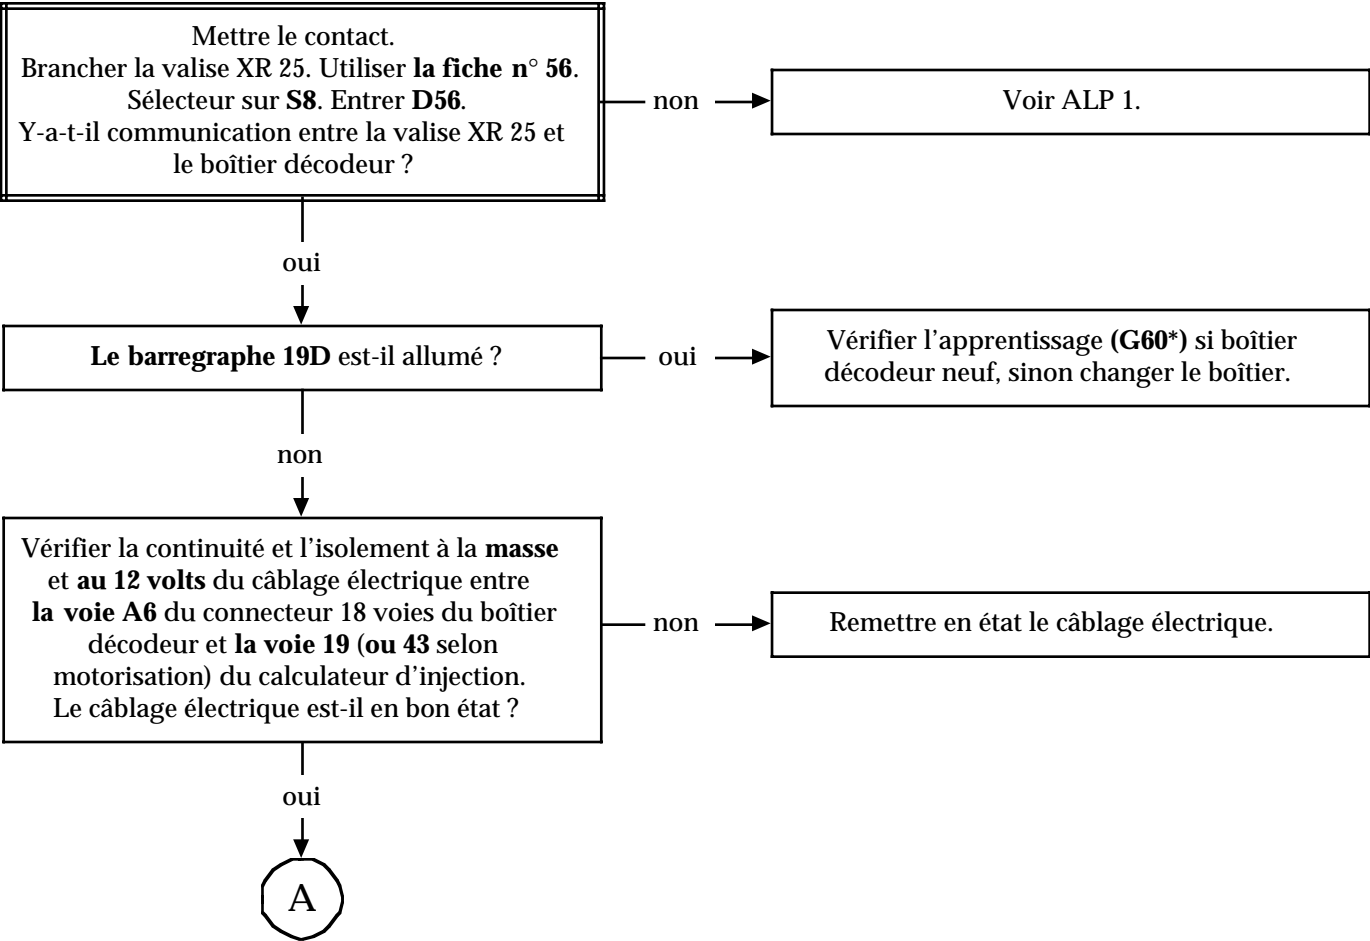 Mettre le contact.
Brancher la valise XR 25. Utiliser la fiche n° 56.
Sélecteur sur S8. Entrer D56.
Y-a-t-il communication entre la valise XR 25 et
le boîtier décodeur ?
non
Voir ALP 1.
oui
Le barregraphe 19D est-il allumé ?
oui
Vérifier l'apprentissage (G60*) si boîtier
décodeur neuf, sinon changer le boîtier.
non
Vérifier la continuité et l'isolement à la masse
et au 12 volts du câblage électrique entre
la voie A6 du connecteur 18 voies du boîtier
décodeur et la voie 19 (ou 43 selon
motorisation) du calculateur d'injection.
Le câblage électrique est-il en bon état ?
non
Remettre en état le câblage électrique.
oui
A